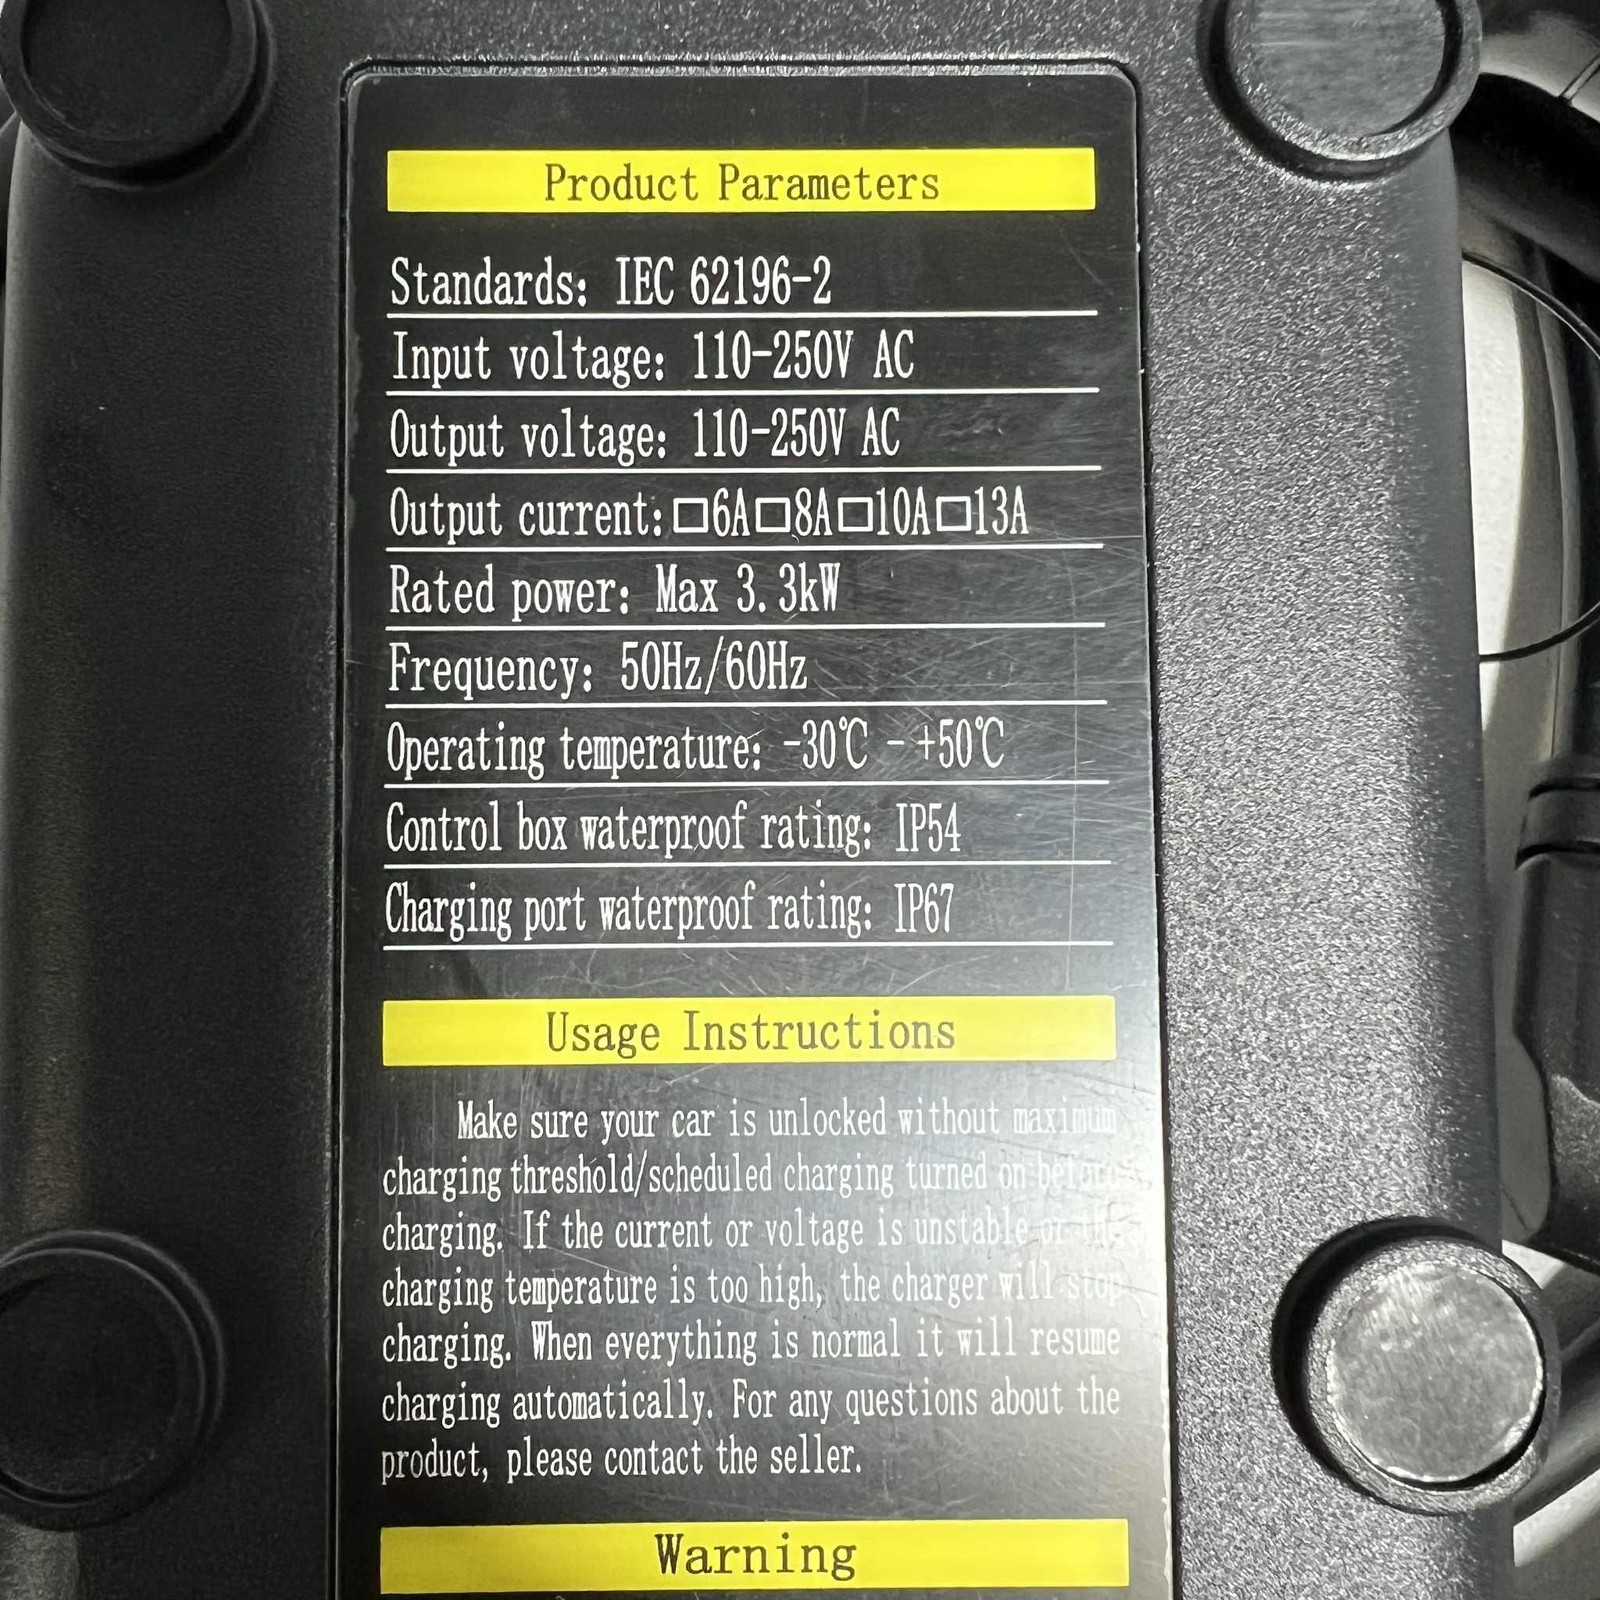 Product Parameters
Standards: IEC 62196-2
Input voltage: 110-250V AC
Output voltage: 110-250V AC
Output current: □6A□8A□10A□13A
Rated power: Max 3.3kW
Frequency: 50Hz/60Hz
Operating temperature: -30℃ - +50℃
Control box waterproof rating: IP54
Charging port waterproof rating: IP67
Usage Instructions
Make sure your car is unlocked without maximum
charging threshold/scheduled charging turned on before
charging. If the current or voltage is unstable or the
charging temperature is too high, the charger will stop
charging. When everything is normal it will resume
charging automatically. For any questions about the
product, please contact the seller.
Warning